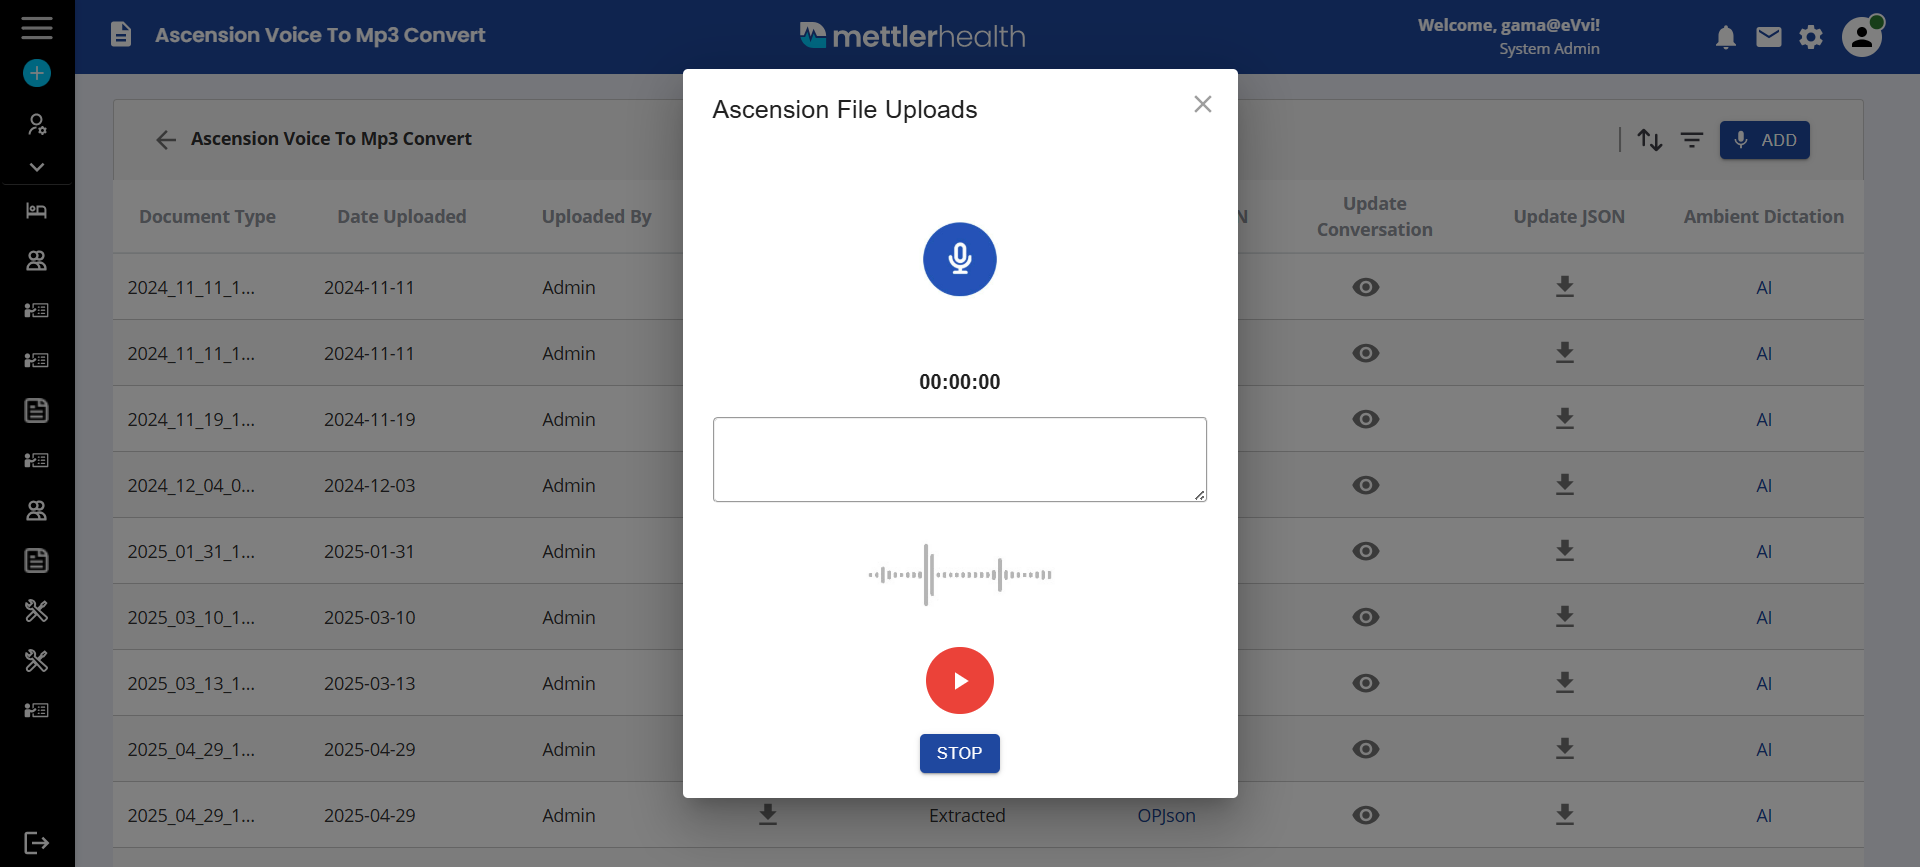 Ascension Voice To Mp3 Convert
mettlerhealth
Welcome, gama@eVvi!
System Admin
Ascension Voice To Mp3 Convert
ADD
Document Type Date Uploaded Uploaded By N Update Conversation Update JSON Ambient Dictation
2024_11_11_1... 2024-11-11 Admin AI
2024_11_11_1... 2024-11-11 Admin AI
2024_11_19_1... 2024-11-19 Admin AI
2024_12_04_0... 2024-12-03 Admin AI
2025_01_31_1... 2025-01-31 Admin AI
2025_03_10_1... 2025-03-10 Admin AI
2025_03_13_1... 2025-03-13 Admin AI
2025_04_29_1... 2025-04-29 Admin AI
2025_04_29_1... 2025-04-29 Admin Extracted OPJson AI
Ascension File Uploads
00:00:00
STOP